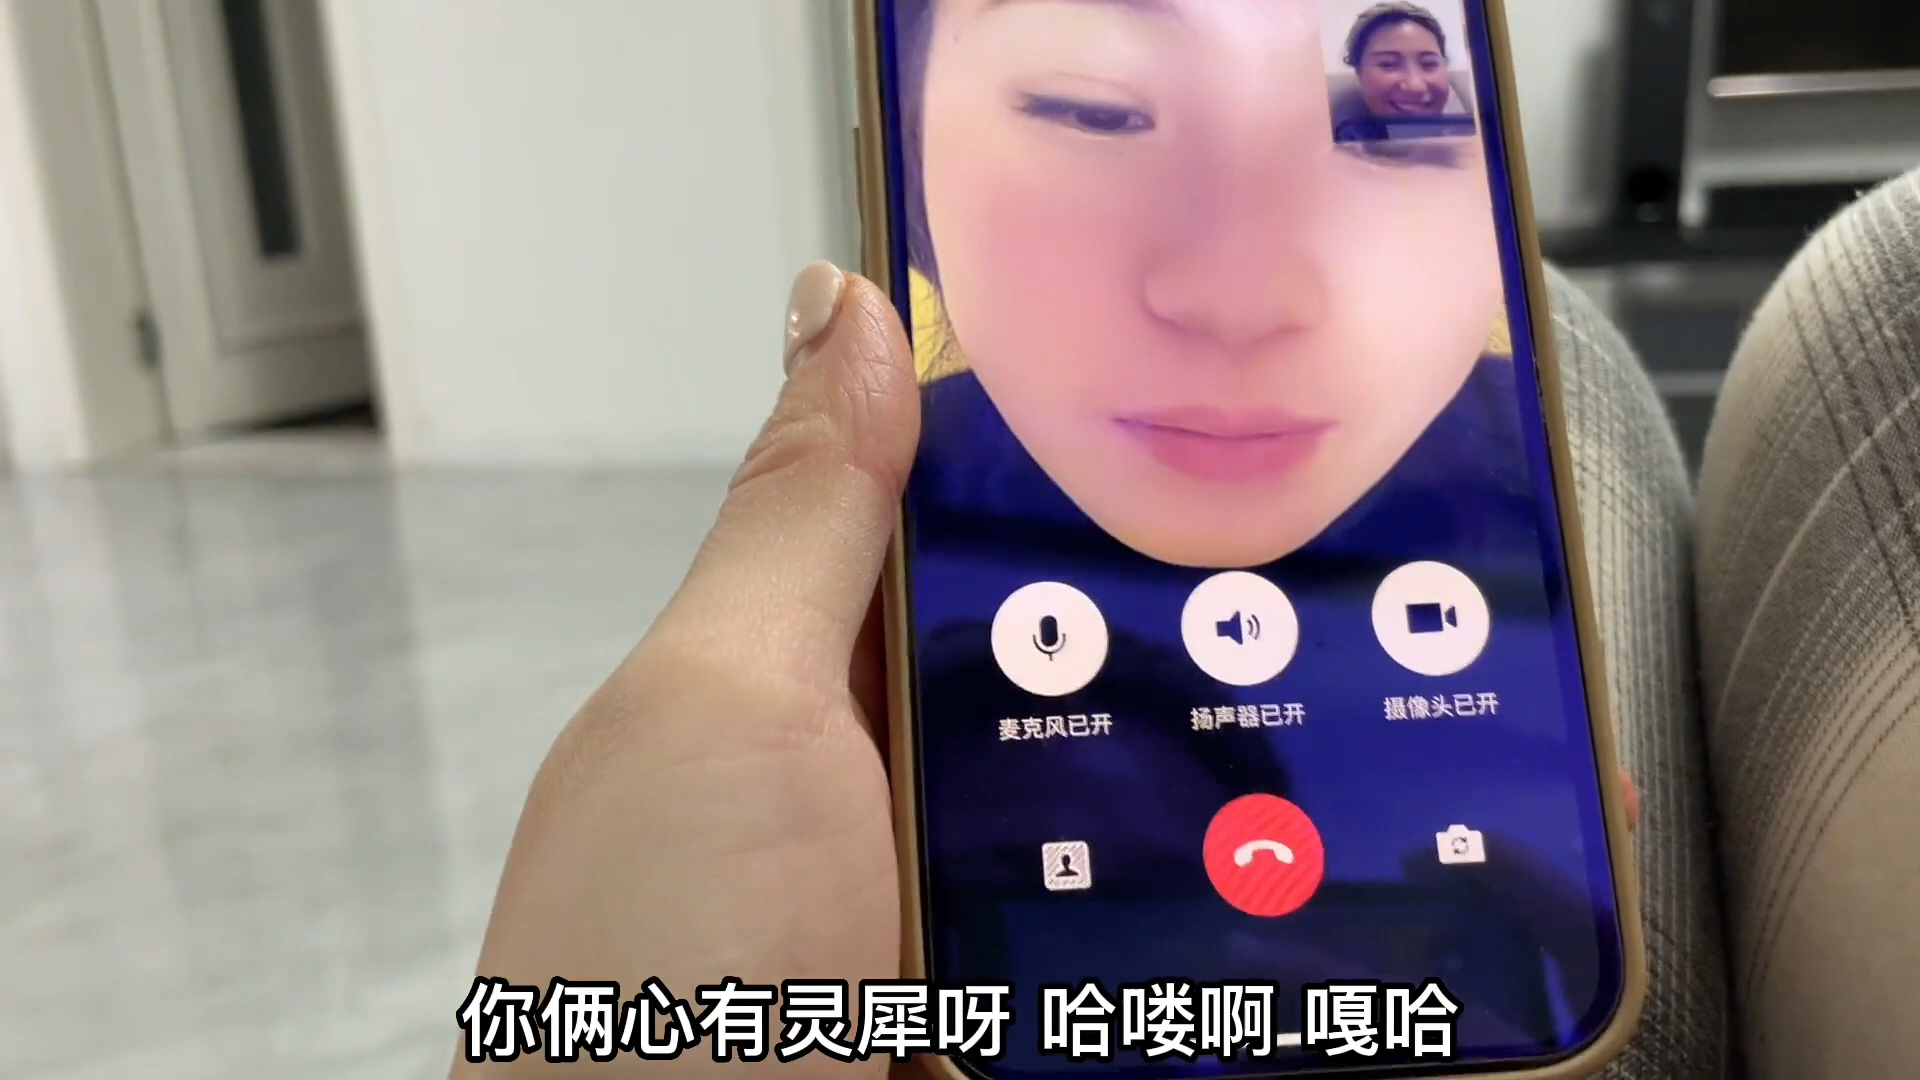 麦克风已开
扬声器已开
摄像头已开
你俩心有灵犀呀 哈喽啊 嘎哈